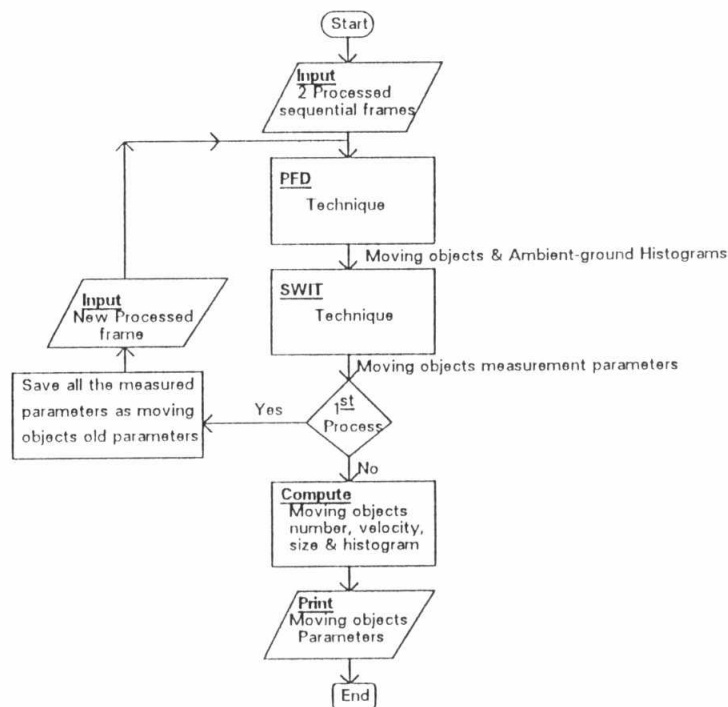 Start
Input
2 Processed
sequential frames
PFD
Technique
Moving objects & Ambient-ground Histograms
SWIT
Technique
Moving objects measurement parameters
1st
Process
Yes
Save all the measured
parameters as moving
objects old parameters
Input
New Processed
frame
No
Compute
Moving objects
number, velocity,
size & histogram
Print
Moving objects
Parameters
End